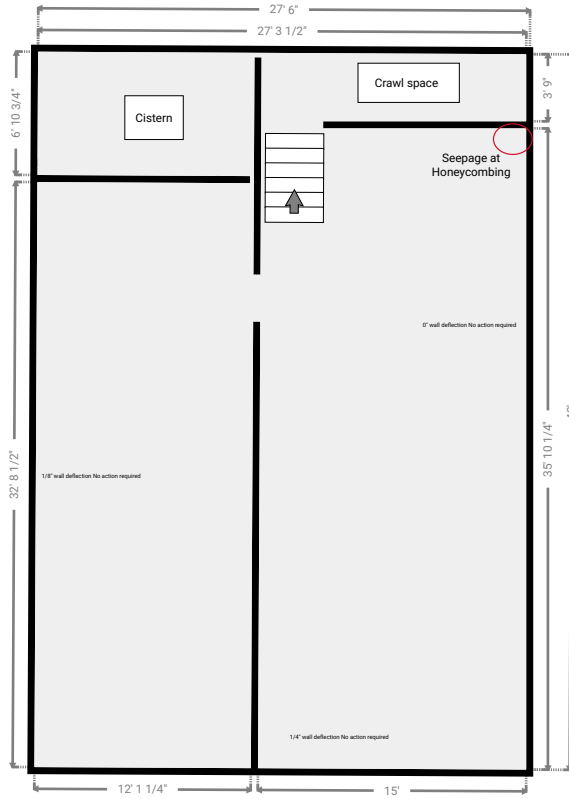 27' 6"
27' 3 1/2"
6' 10 3/4"
Cistern
Crawl space
3' 9"
Seepage at
Honeycombing
0" wall deflection No action required
35' 10 1/4"
32' 8 1/2"
1/8" wall deflection No action required
1/4" wall deflection No action required
12' 1 1/4"
15'